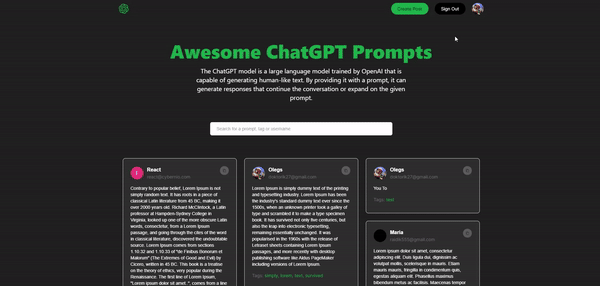 Create Post
Sign Out
Awesome ChatGPT Prompts
The ChatGPT model is a large language model trained by OpenAI that is
capable of generating human-like text. By providing it with a prompt, it can
generate responses that continue the conversation or expand on the given
prompt.
Search for a prompt, tag or username
React
Contrary to popular belief, Lorem Ipsum is not
simply random text. It has roots in a piece of
classical Latin literature from 45 BC, making it
over 2000 years old. Richard McClintock, a Latin
professor at Hampden-Sydney College in
Virginia, looked up one of the more obscure Latin
words, consectetur, from a Lorem Ipsum
passage, and going through the cites of the word
in classical literature, discovered the undoubtable
source. Lorem Ipsum comes from sections
1.10.32 and 1.10.33 of "de Finibus Bonorum et
Malorum" (The Extremes of Good and Evil) by
Cicero, written in 45 BC. This book is a treatise
on the theory of ethics, very popular during the
Renaissance. The first line of Lorem Ipsum,
"Lorem ipsum dolor sit amet..", comes from a line
Olegs
Lorem Ipsum is simply dummy text of the printing
and typesetting industry. Lorem Ipsum has been
the industry's standard dummy text ever since the
1500s, when an unknown printer took a galley of
type and scrambled it to make a type specimen
book. It has survived not only five centuries, but
also the leap into electronic typesetting,
remaining essentially unchanged. It was
popularised in the 1960s with the release of
Letraset sheets containing Lorem Ipsum
passages, and more recently with desktop
publishing software like Aldus PageMaker
including versions of Lorem Ipsum.
Tags: simply, lorem, text, survived
Olegs
You To
Tags: test
Maria
Lorem ipsum dolor sit amet, consectetur
adipiscing elit. Duis ligula dui, dignissim ac
volutpat mollis, scelerisque in mauris. Etiam
mauris mauris, fringilla in condimentum quis,
egestas aliquam elit. Phasellus maximus
bibendum metus ac facilisis. Maecenas tempor